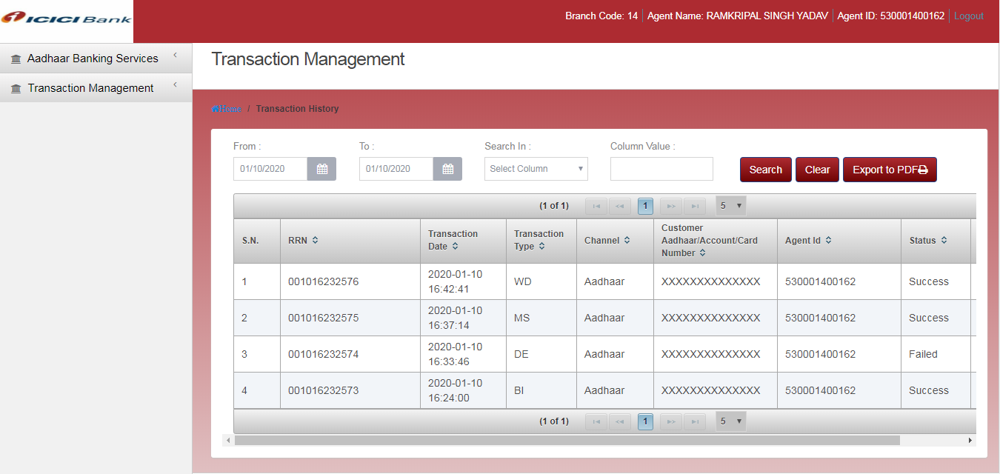 ICICI Bank
Branch Code: 14 Agent Name: RAMKRIPAL SINGH YADAV Agent ID: 530001400162 Logout
Aadhaar Banking Services
Transaction Management
Transaction Management
Home / Transaction History
From : To : Search In : Column Value :
01/10/2020 01/10/2020 Select Column Search Clear Export to PDF
(1 of 1) 1 5
S.N. RRN Transaction Date Transaction Type Channel Customer Aadhaar/Account/Card Number Agent Id Status
1 001016232576 2020-01-10 16:42:41 WD Aadhaar XXXXXXXXXXXXXX 530001400162 Success
2 001016232575 2020-01-10 16:37:14 MS Aadhaar XXXXXXXXXXXXXX 530001400162 Success
3 001016232574 2020-01-10 16:33:46 DE Aadhaar XXXXXXXXXXXXXX 530001400162 Failed
4 001016232573 2020-01-10 16:24:00 BI Aadhaar XXXXXXXXXXXXXX 530001400162 Success
(1 of 1) 1 5